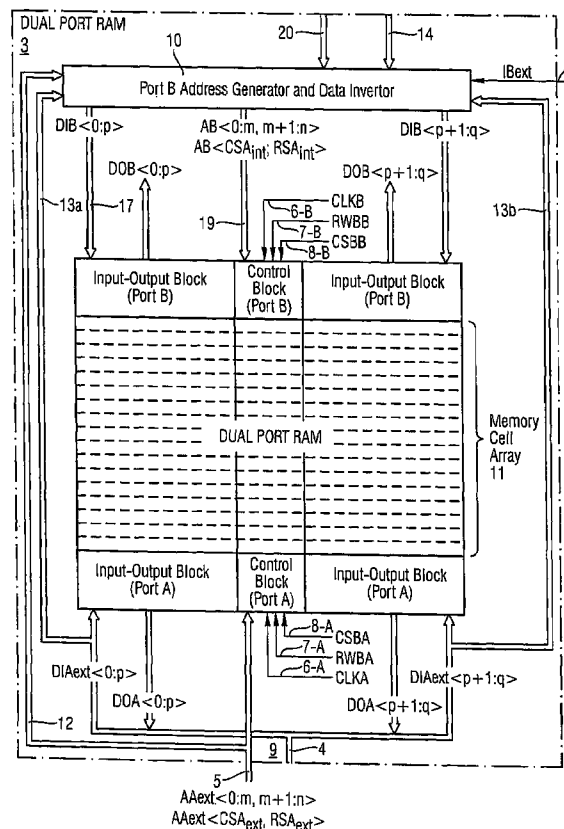 DUAL PORT RAM
3
20
14
10
IBext
Port B Address Generator and Data Invertor
DIB<0:p>
AB<0:m, m+1:n>
AB<CSAint, RSAint>
DIB<p+1:q>
DOB<0:p>
DOB<p+1:q>
13a
17
19
13b
CLKB
6-B
RWBB
7-B
CSBB
8-B
Input-Output Block
(Port B)
Control
Block
(Port B)
Input-Output Block
(Port B)
DUAL PORT RAM
Memory
Cell
Array
11
Input-Output Block
(Port A)
Control
Block
(Port A)
Input-Output Block
(Port A)
8-A
CSBA
7-A
RWBA
6-A
CLKA
DIAext<0:p>
DIAext<p+1:q>
DOA<0:p>
DOA<p+1:q>
12
9
4
5
AAext<0:m, m+1:n>
AAext<CSAext, RSAext>